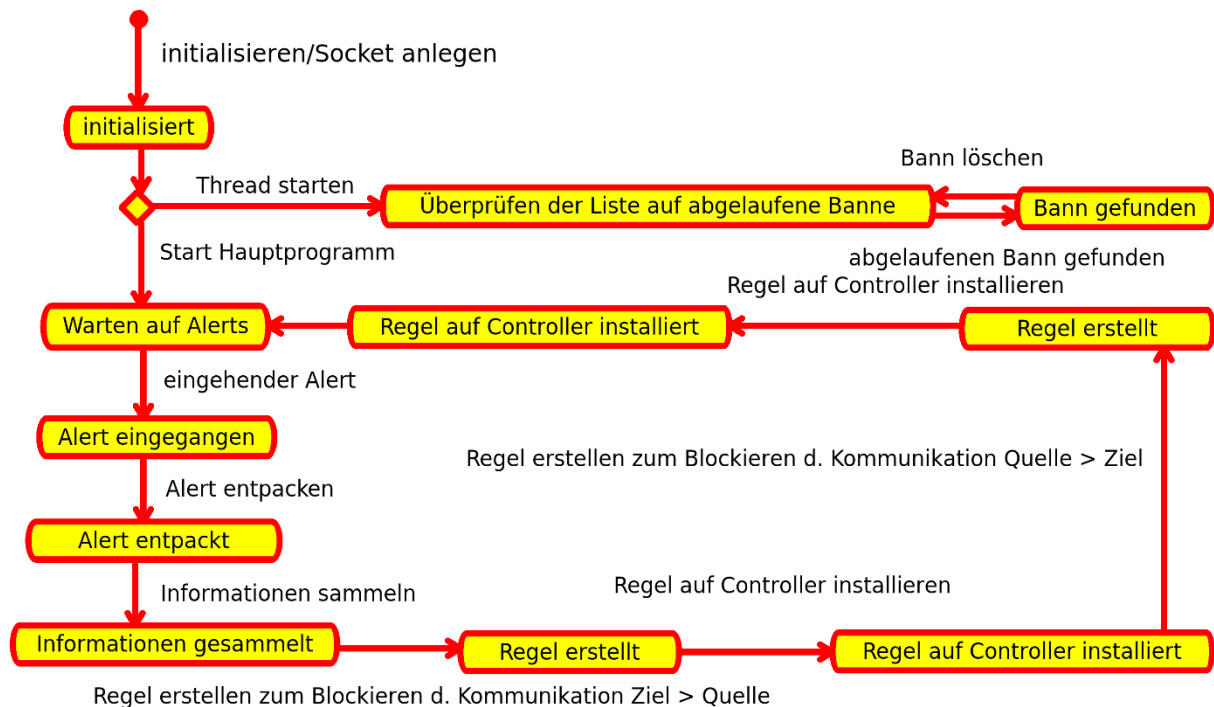 initialisieren/Socket anlegen
initialisiert
Bann löschen
Thread starten
Überprüfen der Liste auf abgelaufene Banne
Bann gefunden
Start Hauptprogramm
abgelaufenen Bann gefunden
Regel auf Controller installieren
Warten auf Alerts
Regel auf Controller installiert
Regel erstellt
eingehender Alert
Alert eingegangen
Regel erstellen zum Blockieren d. Kommunikation Quelle > Ziel
Alert entpacken
Alert entpackt
Informationen sammeln
Regel auf Controller installieren
Informationen gesammelt
Regel erstellt
Regel auf Controller installiert
Regel erstellen zum Blockieren d. Kommunikation Ziel > Quelle